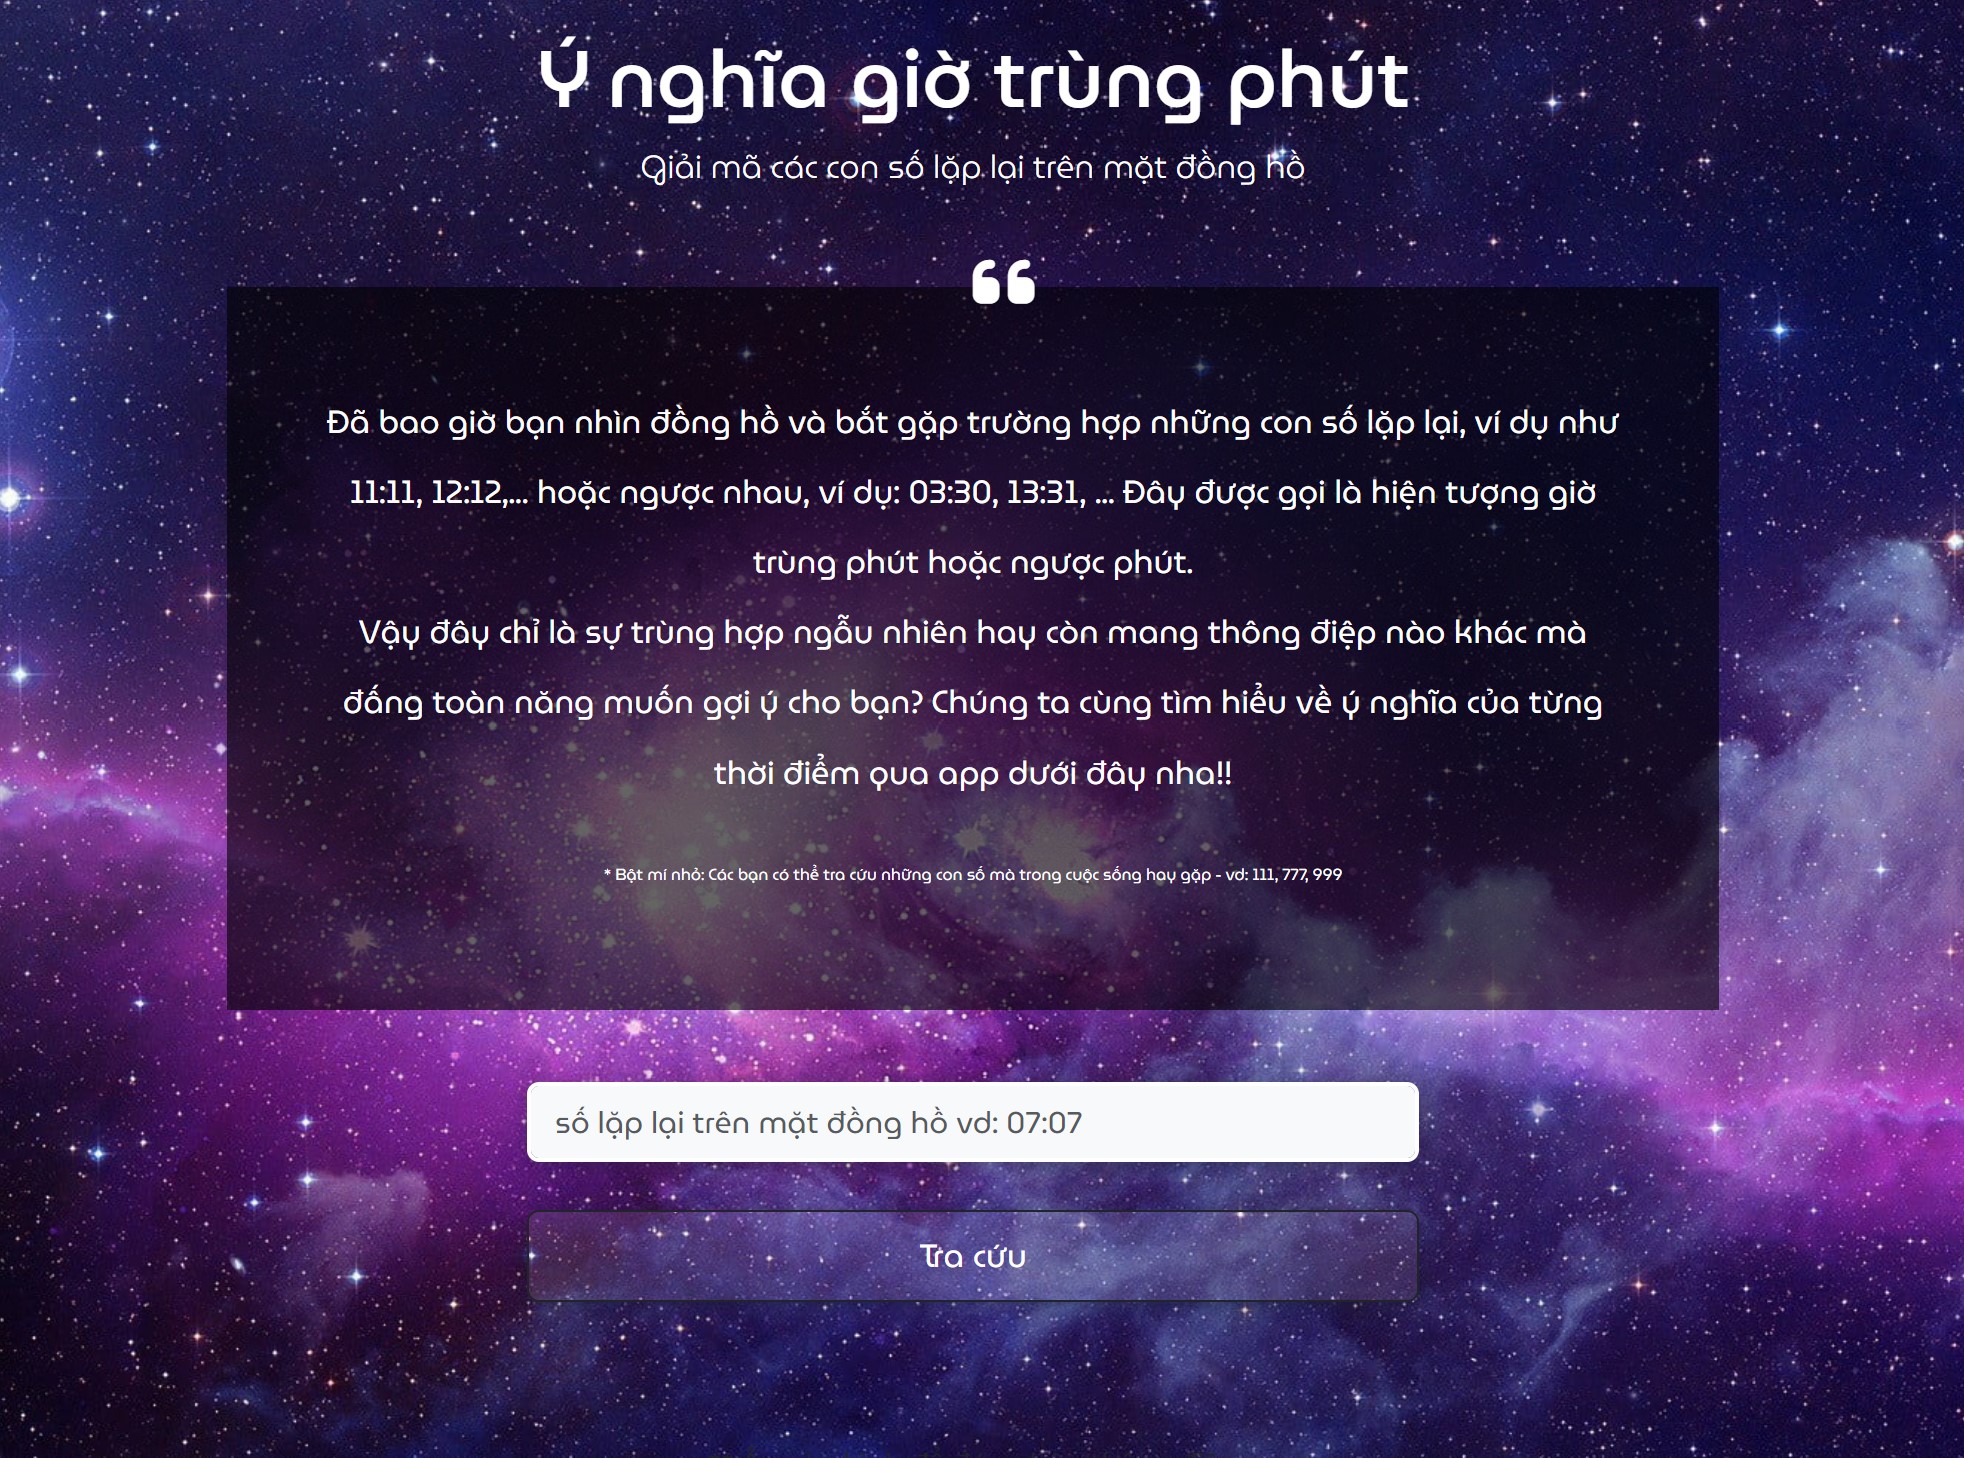 Ý nghĩa giờ trùng phút
Giải mã các con số lặp lại trên mặt đồng hồ
“
Đã bao giờ bạn nhìn đồng hồ và bắt gặp trường hợp những con số lặp lại, ví dụ như
11:11, 12:12,... hoặc ngược nhau, ví dụ: 03:30, 13:31, ... Đây được gọi là hiện tượng giờ
trùng phút hoặc ngược phút.
Vậy đây chỉ là sự trùng hợp ngẫu nhiên hay còn mang thông điệp nào khác mà
đấng toàn năng muốn gợi ý cho bạn? Chúng ta cùng tìm hiểu về ý nghĩa của từng
thời điểm qua app dưới đây nha!!
* Bật mí nhỏ: Các bạn có thể tra cứu những con số mà trong cuộc sống hay gặp - vd: 111, 777, 999
số lặp lại trên mặt đồng hồ vd: 07:07
Tra cứu